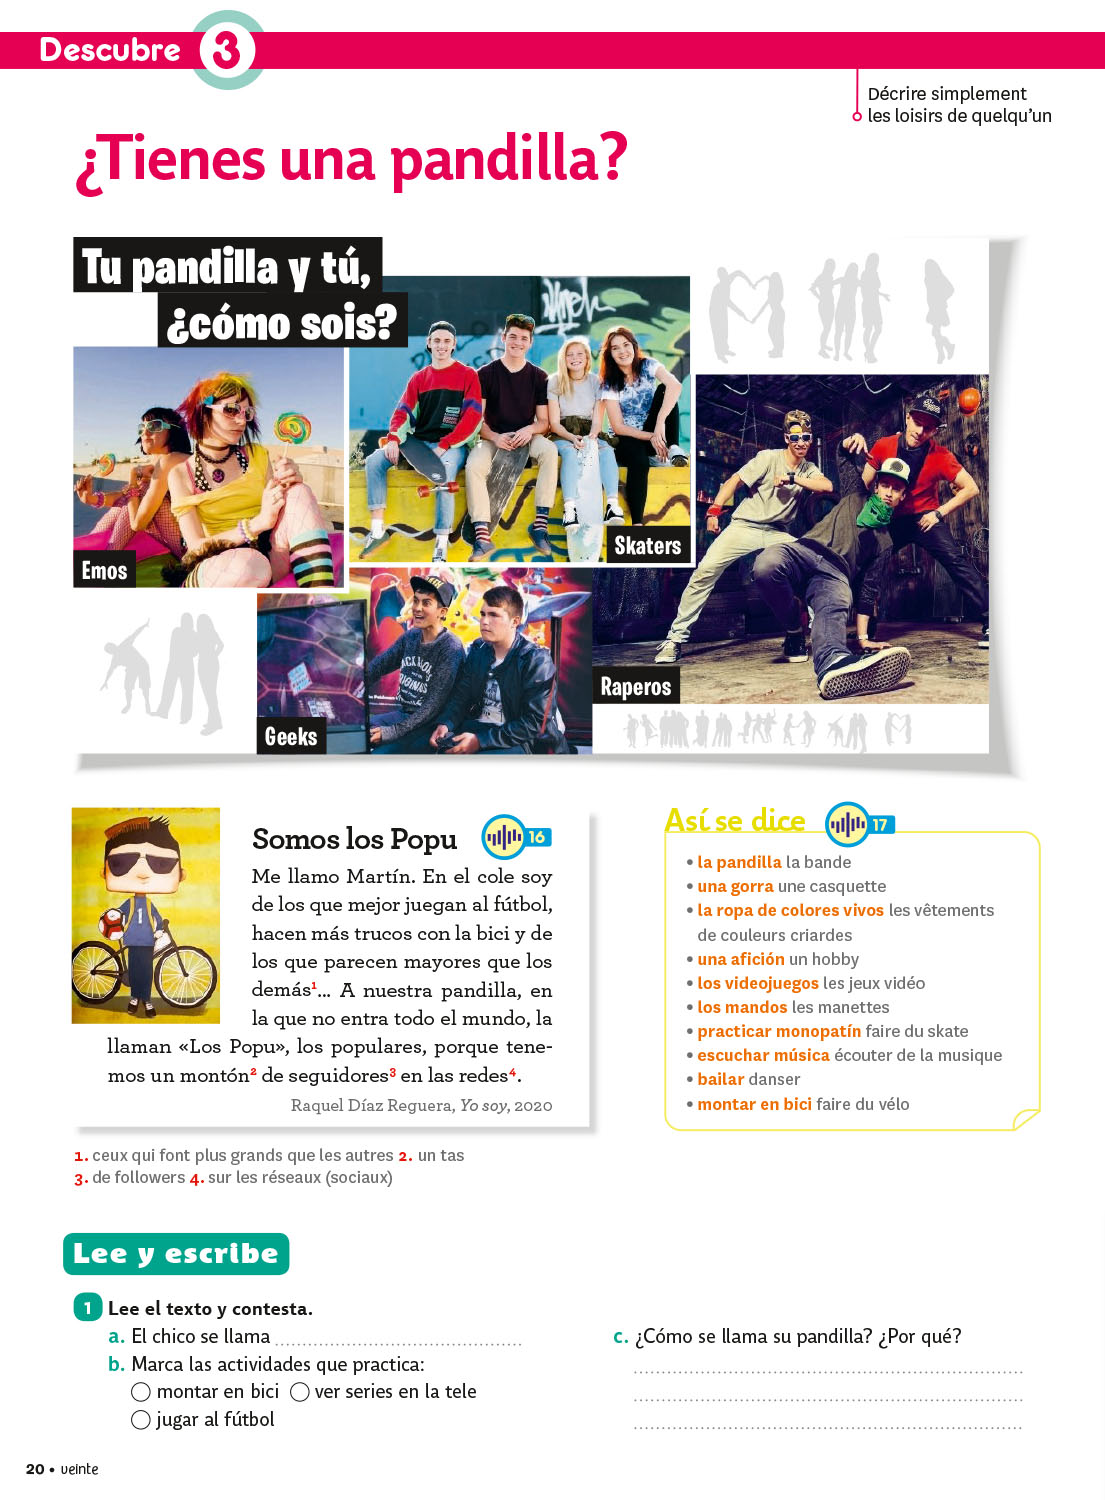 Descubre 3
Décrire simplement
les loisirs de quelqu'un
¿Tienes una pandilla?
Tu pandilla y tú,
¿cómo sois?
Emos
Skaters
Raperos
Geeks
Somos los Popu
16
Me llamo Martín. En el cole soy
de los que mejor juegan al fútbol,
hacen más trucos con la bici y de
los que parecen mayores que los
demás¹... A nuestra pandilla, en
la que no entra todo el mundo, la
llaman «Los Popu», los populares, porque tene-
mos un montón² de seguidores³ en las redes⁴.
Raquel Díaz Reguera, Yo soy, 2020
1. ceux qui font plus grands que les autres 2. un tas
3. de followers 4. sur les réseaux (sociaux)
Así se dice
17
• la pandilla la bande
• una gorra une casquette
• la ropa de colores vivos les vêtements
de couleurs criardes
• una afición un hobby
• los videojuegos les jeux vidéo
• los mandos les manettes
• practicar monopatín faire du skate
• escuchar música écouter de la musique
• bailar danser
• montar en bici faire du vélo
Lee y escribe
1 Lee el texto y contesta.
a. El chico se llama
b. Marca las actividades que practica:
montar en bici ver series en la tele
jugar al fútbol
c. ¿Cómo se llama su pandilla? ¿Por qué?
20 • veinte